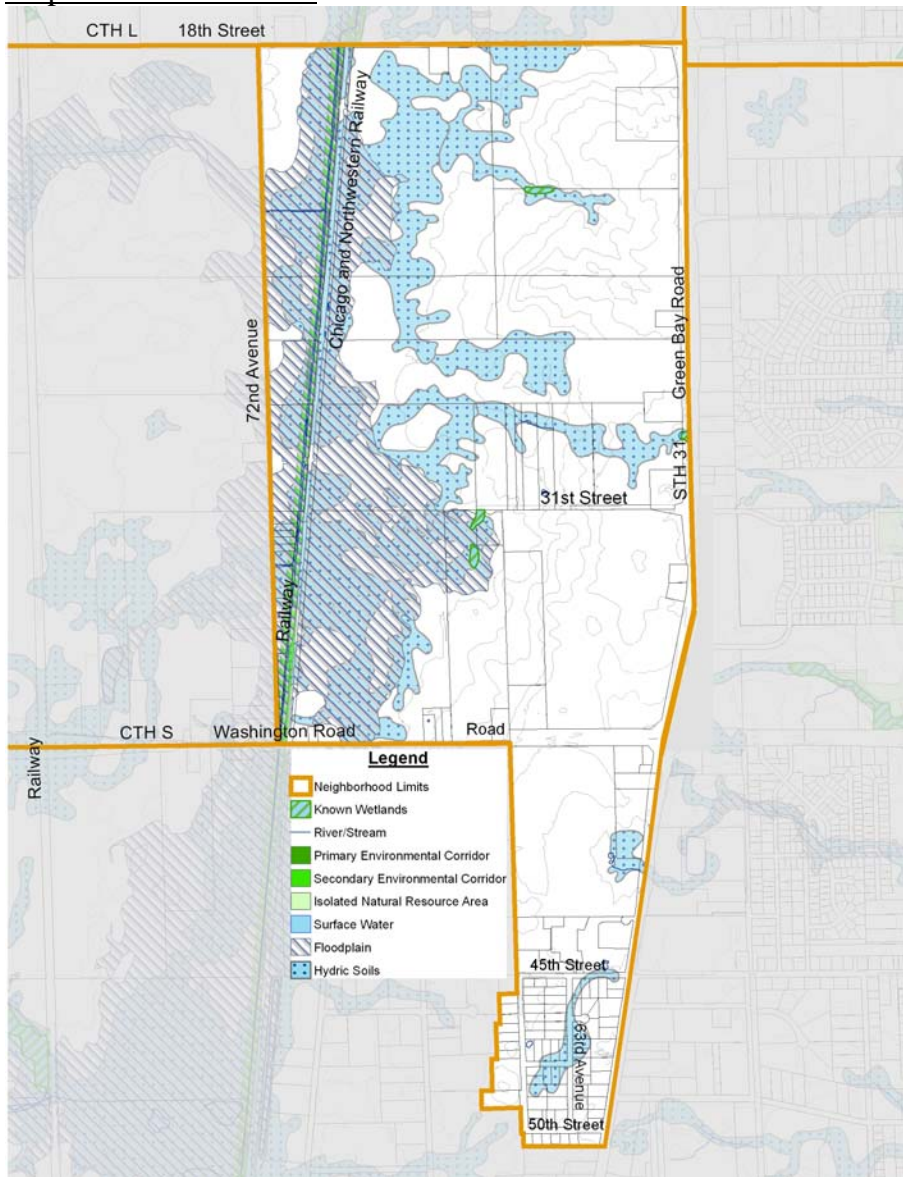 CTH L 18th Street
Chicago and Northwestern Railway
72nd Avenue
Green Bay Road
STH 31
31st Street
Railway
Railway
CTH S Washington Road Road
Legend
Neighborhood Limits
Known Wetlands
River/Stream
Primary Environmental Corridor
Secondary Environmental Corridor
Isolated Natural Resource Area
Surface Water
Floodplain
Hydric Soils
45th Street
63rd Avenue
50th Street